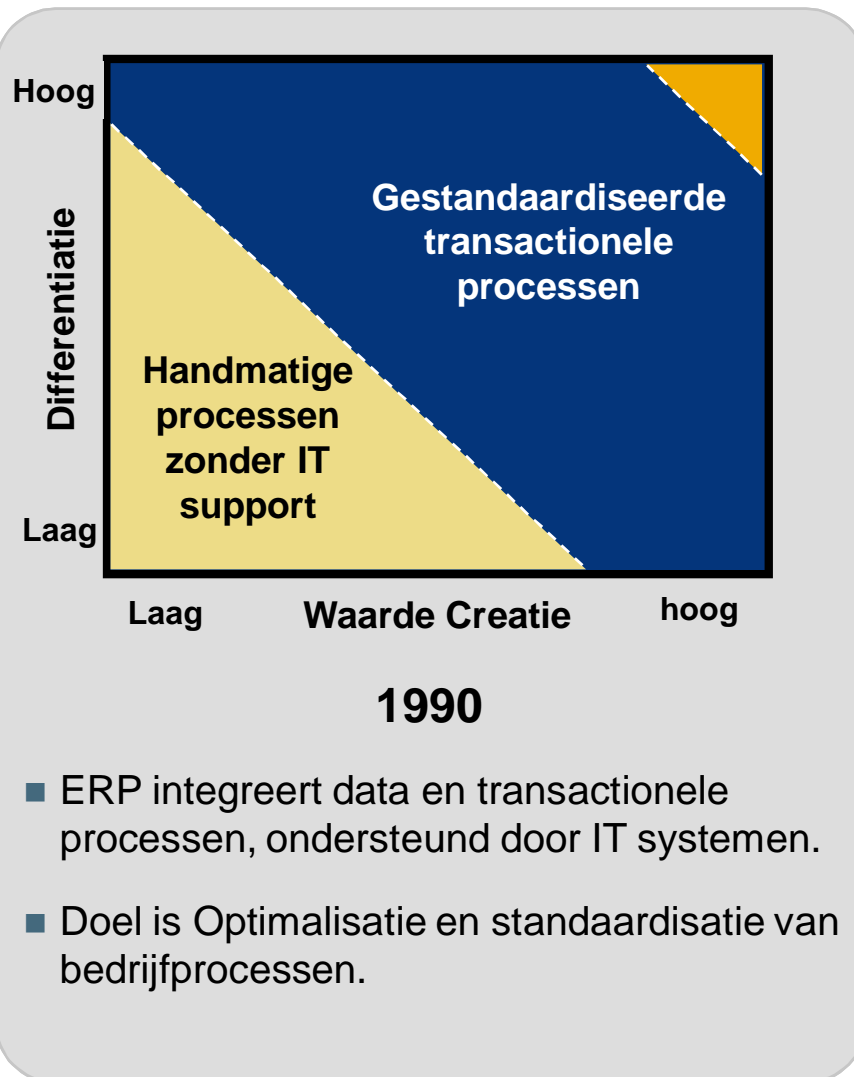 Hoog
Gestandaardiseerde
transactionele
processen
Differentiatie
Handmatige
processen
zonder IT
support
Laag
Laag
Waarde Creatie
hoog
1990
ERP integreert data en transactionele
processen, ondersteund door IT systemen.
Doel is Optimalisatie en standaardisatie van
bedrijfprocessen.